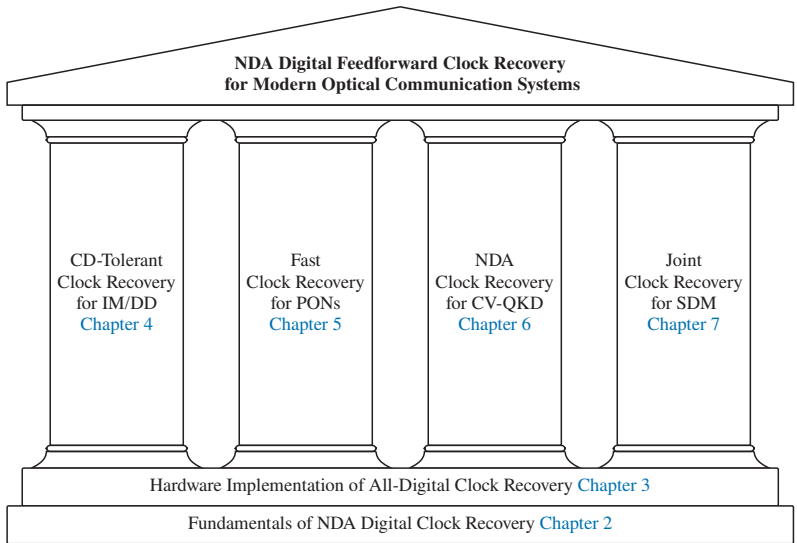 NDA Digital Feedforward Clock Recovery
for Modern Optical Communication Systems
CD-Tolerant
Clock Recovery
for IM/DD
Chapter 4
Fast
Clock Recovery
for PONs
Chapter 5
NDA
Clock Recovery
for CV-QKD
Chapter 6
Joint
Clock Recovery
for SDM
Chapter 7
Hardware Implementation of All-Digital Clock Recovery Chapter 3
Fundamentals of NDA Digital Clock Recovery Chapter 2